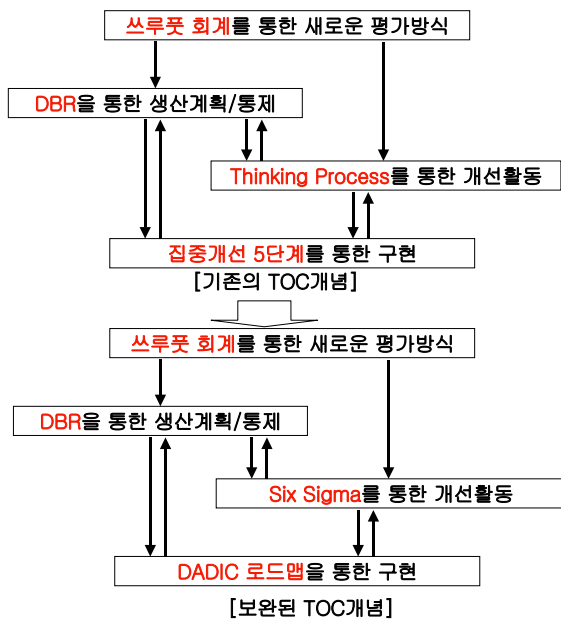 쓰루풋 회계를 통한 새로운 평가방식
DBR을 통한 생산계획/통제
Thinking Process를 통한 개선활동
집중개선 5단계를 통한 구현
[기존의 TOC개념]
쓰루풋 회계를 통한 새로운 평가방식
DBR을 통한 생산계획/통제
Six Sigma를 통한 개선활동
DADIC 로드맵을 통한 구현
[보완된 TOC개념]